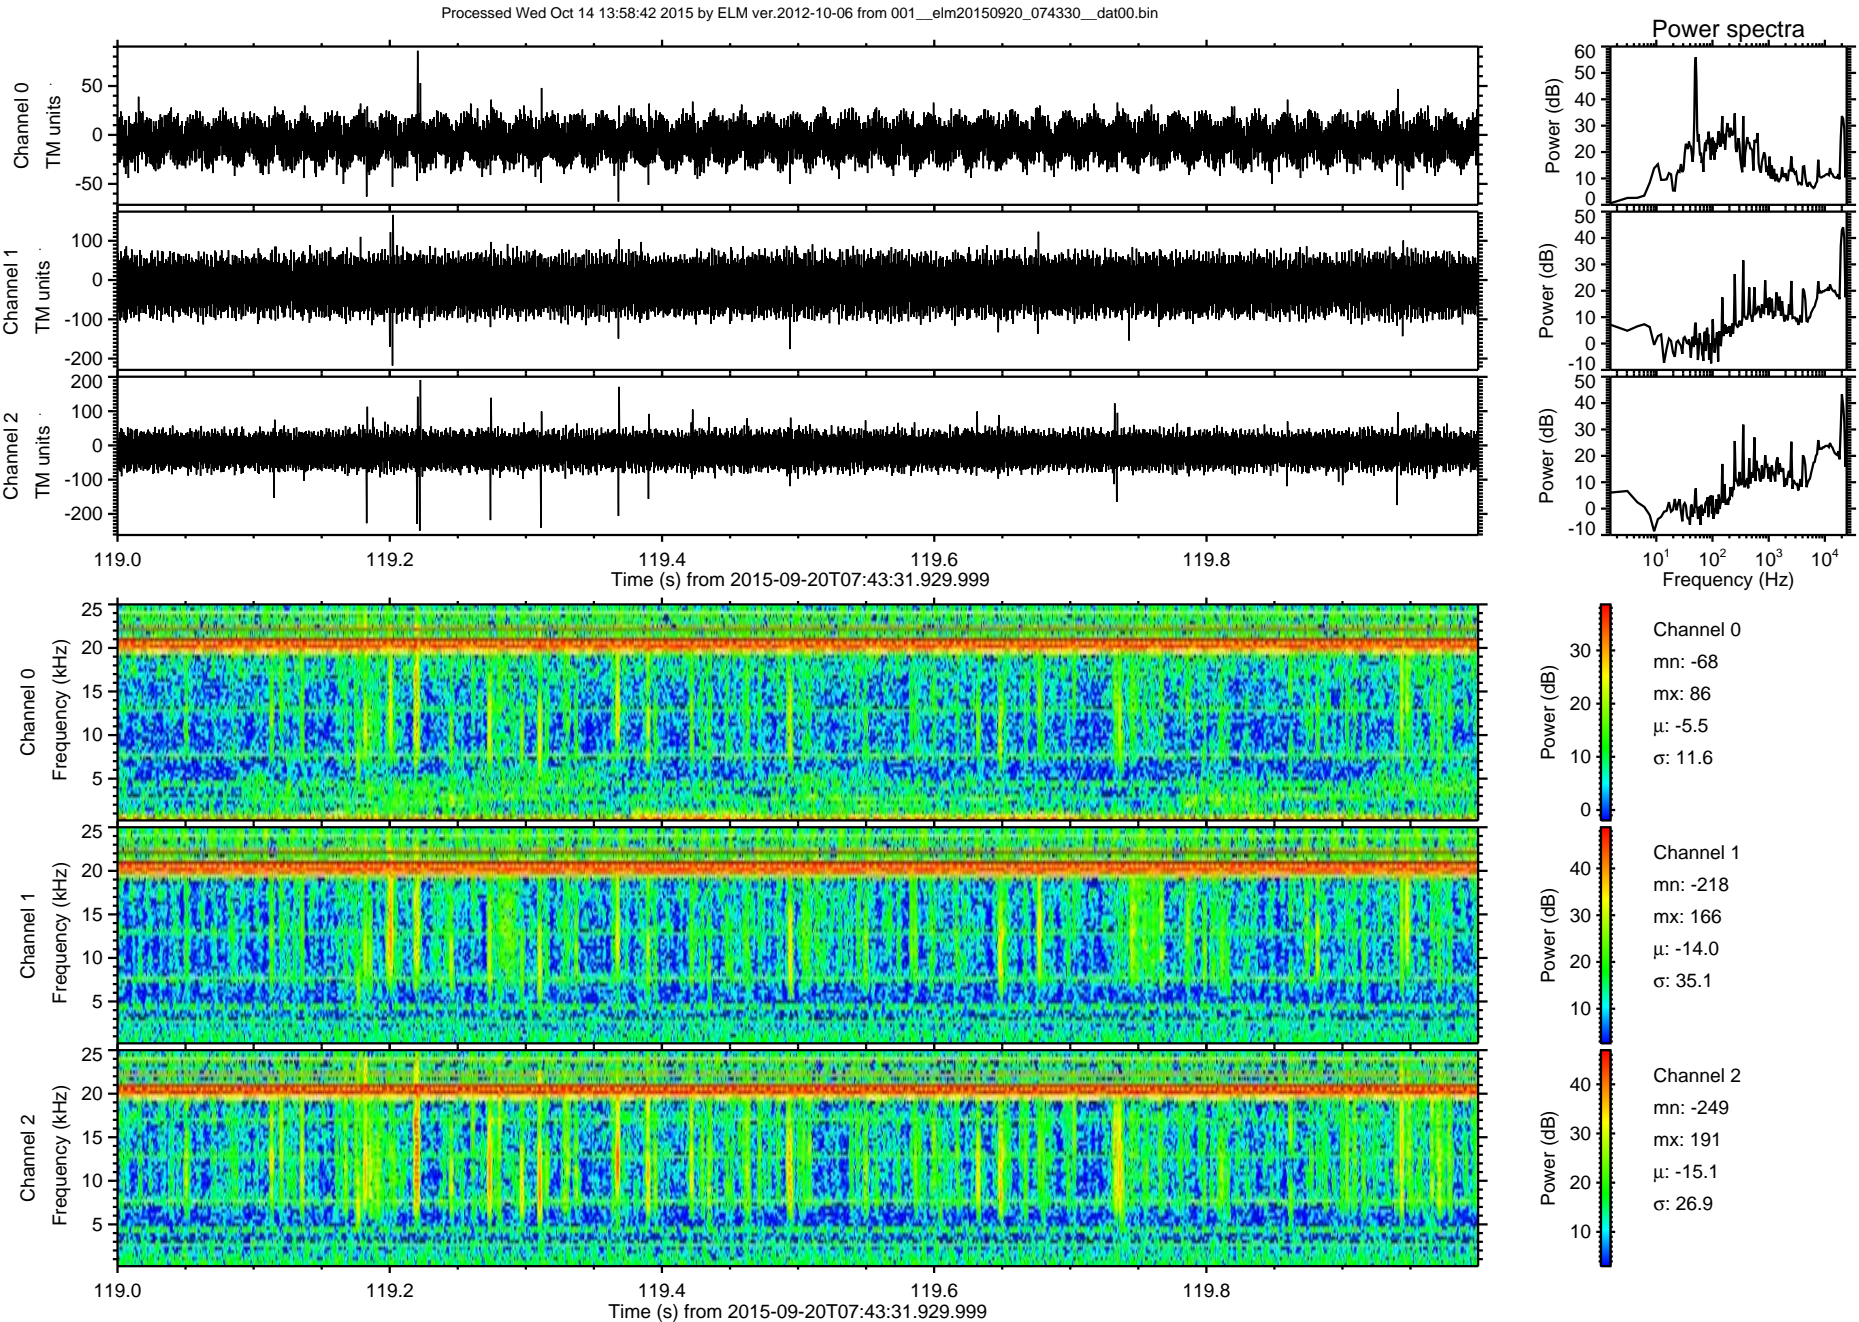 Processed Wed Oct 14 13:58:42 2015 by ELM ver.2012-10-06 from 001__elm20150920_074330__dat00.bin
Power spectra
Channel 0
TM units
50
0
-50
Power (dB)
60
50
40
30
20
10
0
Channel 1
TM units
100
0
-100
-200
Power (dB)
50
40
30
20
10
0
-10
Channel 2
TM units
200
100
0
-100
-200
Power (dB)
50
40
30
20
10
0
-10
119.0 119.2 119.4 119.6 119.8
Time (s) from 2015-09-20T07:43:31.929.999
10¹ 10² 10³ 10⁴
Frequency (Hz)
Channel 0
Frequency (kHz)
25
20
15
10
5
Power (dB)
30
20
10
0
Channel 0
mn: -68
mx: 86
μ: -5.5
σ: 11.6
Channel 1
Frequency (kHz)
25
20
15
10
5
Power (dB)
40
30
20
10
Channel 1
mn: -218
mx: 166
μ: -14.0
σ: 35.1
Channel 2
Frequency (kHz)
25
20
15
10
5
Power (dB)
40
30
20
10
Channel 2
mn: -249
mx: 191
μ: -15.1
σ: 26.9
119.0 119.2 119.4 119.6 119.8
Time (s) from 2015-09-20T07:43:31.929.999